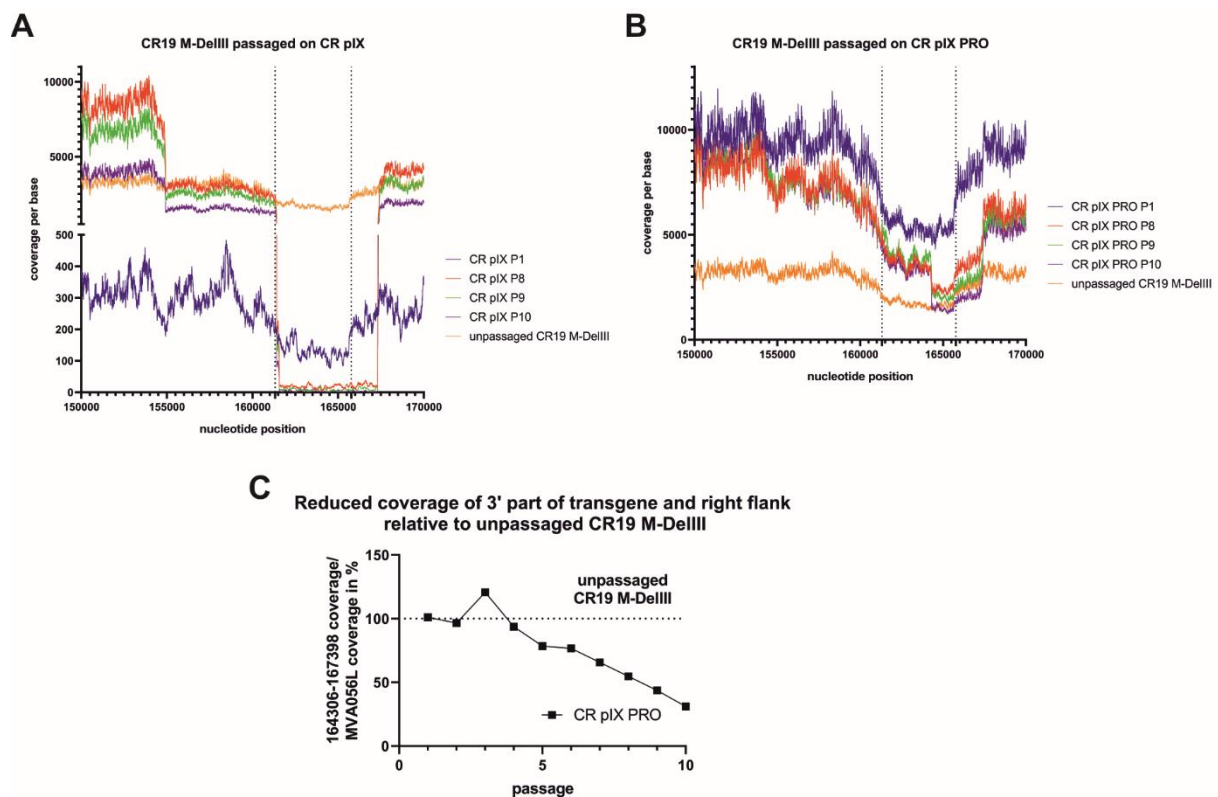 A
CR19 M-DelIII passaged on CR pIX
coverage per base
10000
5000
500
400
300
200
100
0
150000
155000
160000
165000
170000
nucleotide position
CR pIX P1
CR pIX P8
CR pIX P9
CR pIX P10
unpassaged CR19 M-DelIII
B
CR19 M-DelIII passaged on CR pIX PRO
coverage per base
10000
5000
0
150000
155000
160000
165000
170000
nucleotide position
CR pIX PRO P1
CR pIX PRO P8
CR pIX PRO P9
CR pIX PRO P10
unpassaged CR19 M-DelIII
C
Reduced coverage of 3' part of transgene and right flank
relative to unpassaged CR19 M-DelIII
164306-167398 coverage/
MVA056L coverage in %
150
100
50
0
unpassaged
CR19 M-DelIII
CR pIX PRO
0
5
10
passage